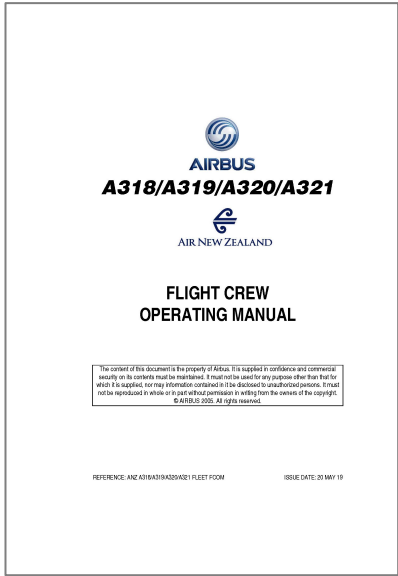 AIRBUS
A318/A319/A320/A321
AIR NEW ZEALAND
FLIGHT CREW
OPERATING MANUAL
The content of this document is the property of Airbus. It is supplied in confidence and commercial
security on its contents must be maintained. It must not be used for any purpose other than that for
which it is supplied, nor may information contained in it be disclosed to unauthorized persons. It must
not be reproduced in whole or in part without permission in writing from the owners of the copyright.
© AIRBUS 2005. All rights reserved.
REFERENCE: ANZ A318/A319/A320/A321 FLEET FCOM ISSUE DATE: 20 MAY 19